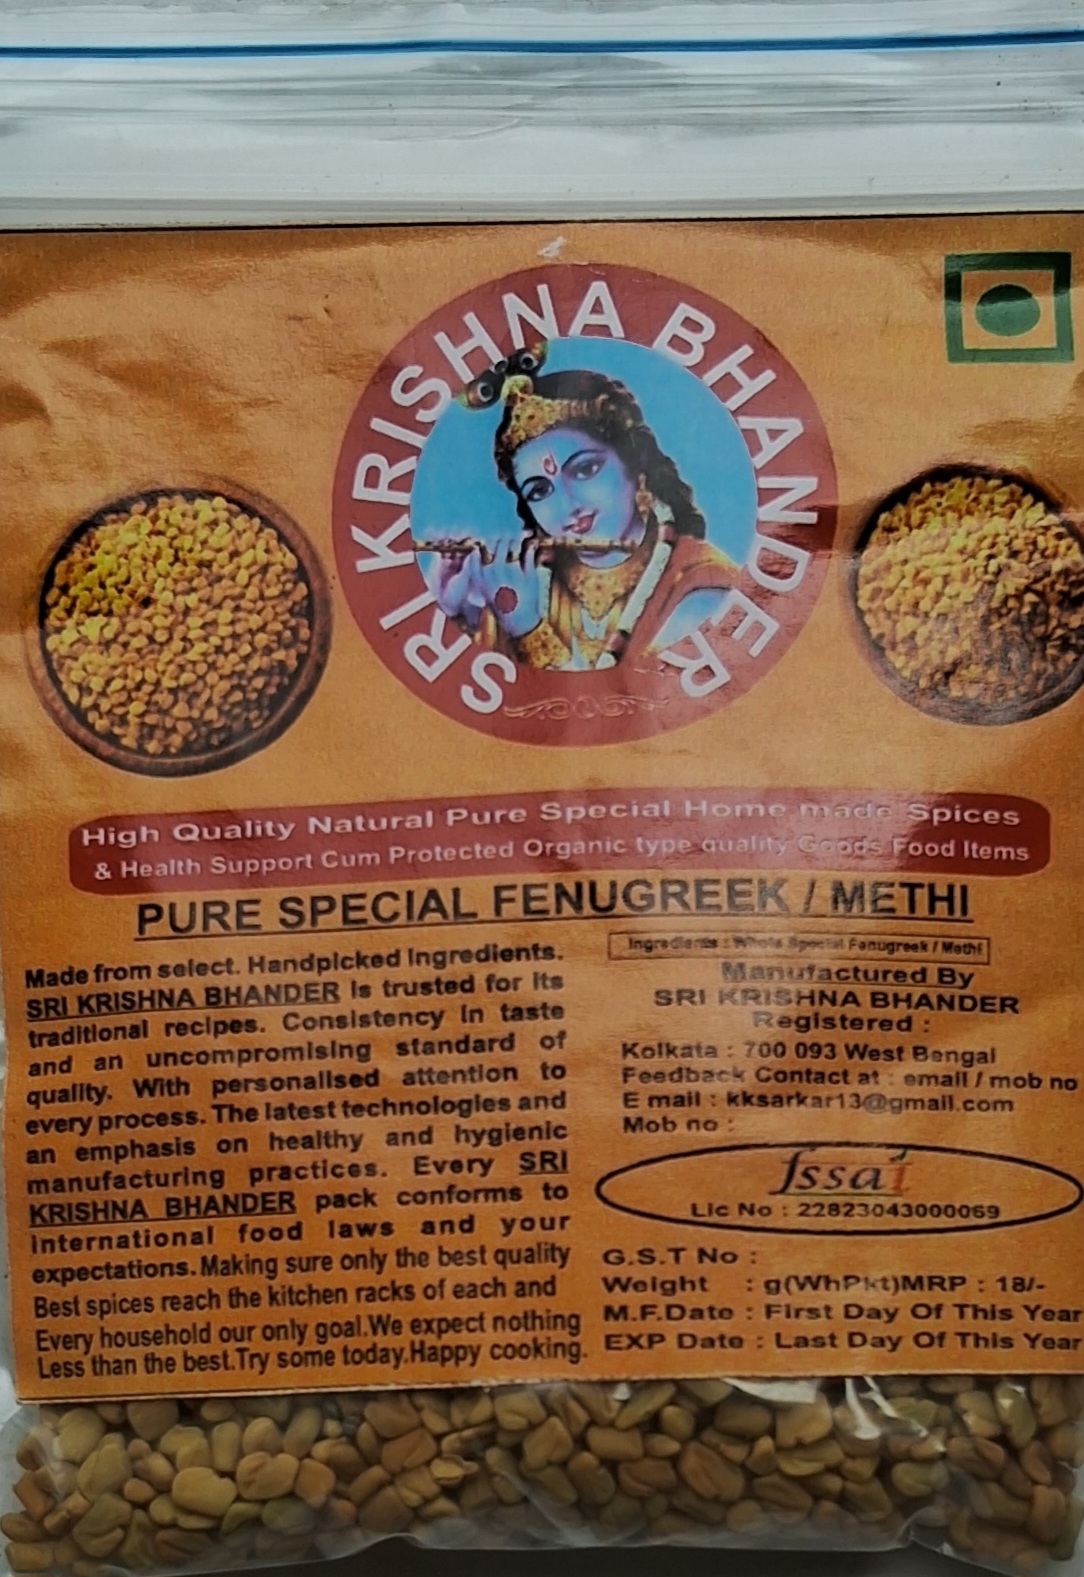 SRI KRISHNA BHANDER
High Quality Natural Pure Special Home made Spices
& Health Support Cum Protected Organic type quality Goods Food Items
PURE SPECIAL FENUGREEK / METHI
Made from select. Handpicked Ingredients.
SRI KRISHNA BHANDER Is trusted for Its
traditional recipes. Consistency In taste
and an uncompromising standard of
quality. With personalised attention to
every process. The latest technologies and
an emphasis on healthy and hygienic
manufacturing practices. Every SRI
KRISHNA BHANDER pack conforms to
International food laws and your
expectations. Making sure only the best quality
Best spices reach the kitchen racks of each and
Every household our only goal.We expect nothing
Less than the best.Try some today.Happy cooking.
Ingredients : Whole Special Fenugreek / Methi
Manufactured By
SRI KRISHNA BHANDER
Registered :
Kolkata : 700 093 West Bengal
Feedback Contact at : email / mob no
E mail : kksarkar13@gmail.com
Mob no :
fssai
Lic No : 22823043000069
G.S.T No :
Weight : g(WhPkt)MRP : 18/-
M.F.Date : First Day Of This Year
EXP Date : Last Day Of This Year